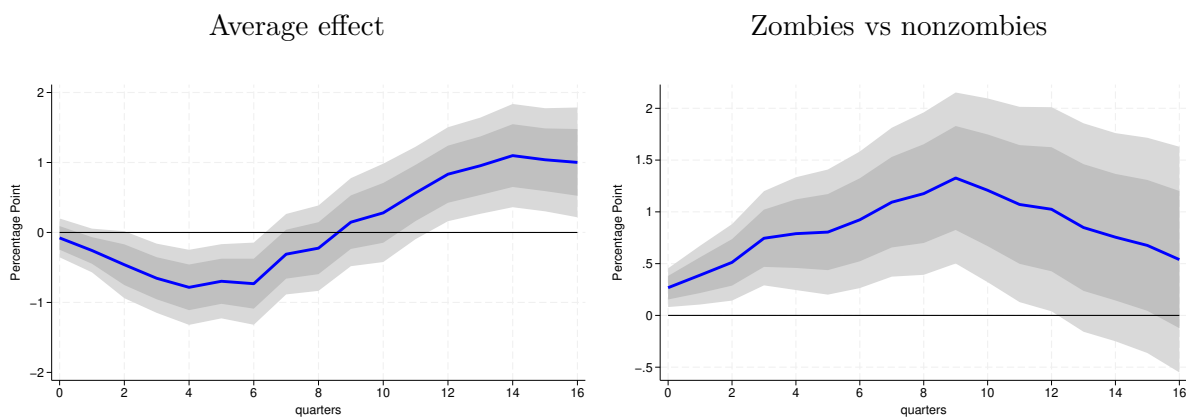 Average effect
Percentage Point
2
1
0
−1
−2
0 2 4 6 8 10 12 14 16
quarters
Zombies vs nonzombies
Percentage Point
2
1.5
1
.5
0
−.5
0 2 4 6 8 10 12 14 16
quarters